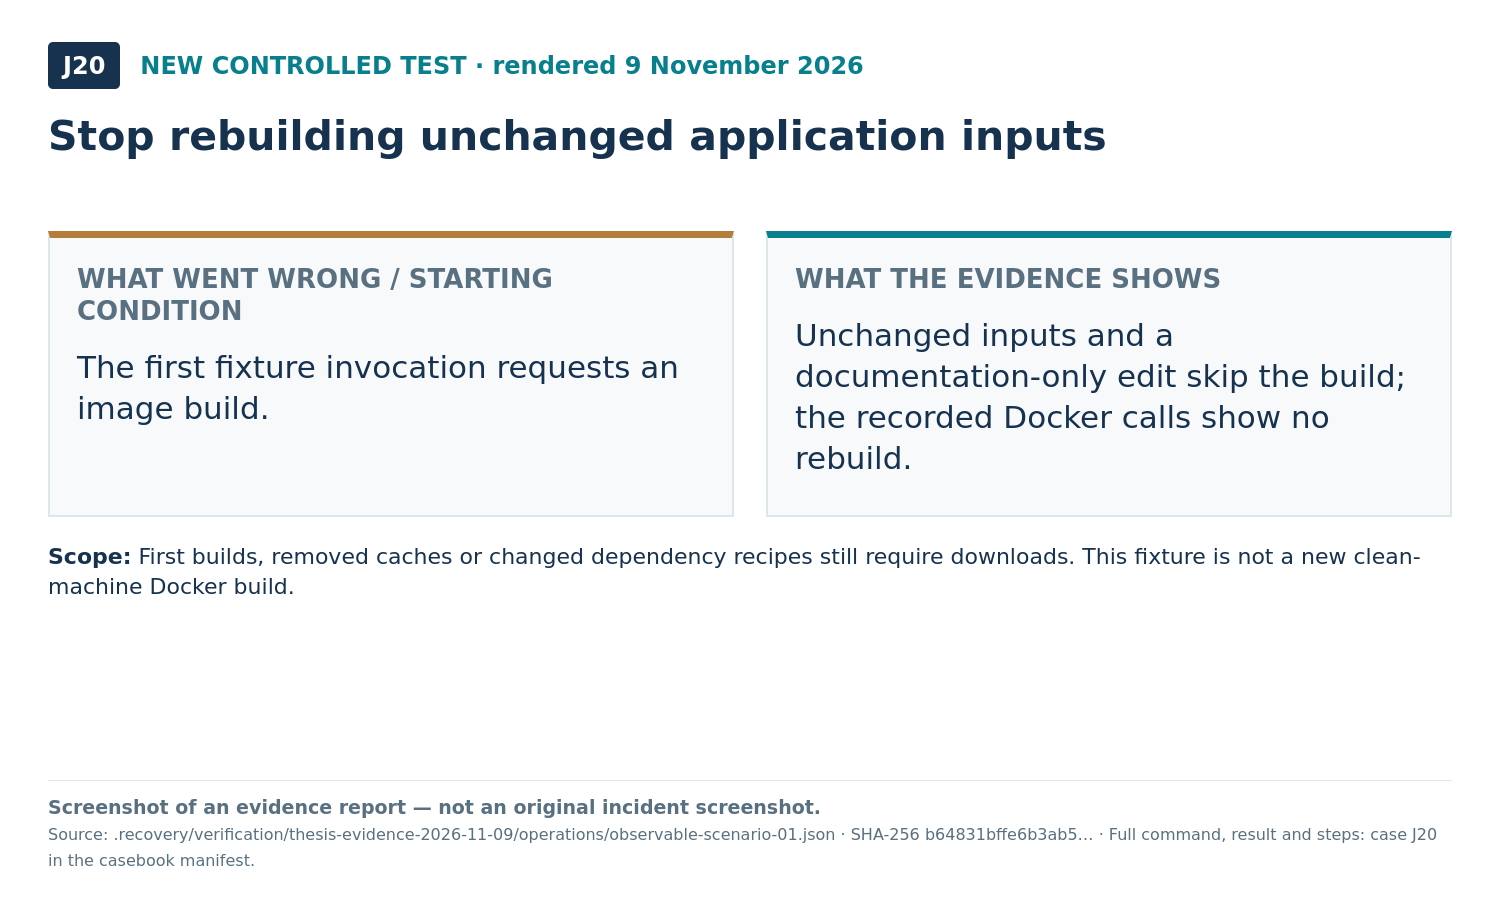 J20
NEW CONTROLLED TEST · rendered 9 November 2026
Stop rebuilding unchanged application inputs
WHAT WENT WRONG / STARTING
CONDITION
The first fixture invocation requests an
image build.
WHAT THE EVIDENCE SHOWS
Unchanged inputs and a
documentation-only edit skip the build;
the recorded Docker calls show no
rebuild.
Scope: First builds, removed caches or changed dependency recipes still require downloads. This fixture is not a new clean-
machine Docker build.
Screenshot of an evidence report — not an original incident screenshot.
Source: .recovery/verification/thesis-evidence-2026-11-09/operations/observable-scenario-01.json · SHA-256 b64831bffe6b3ab5… · Full command, result and steps: case J20
in the casebook manifest.